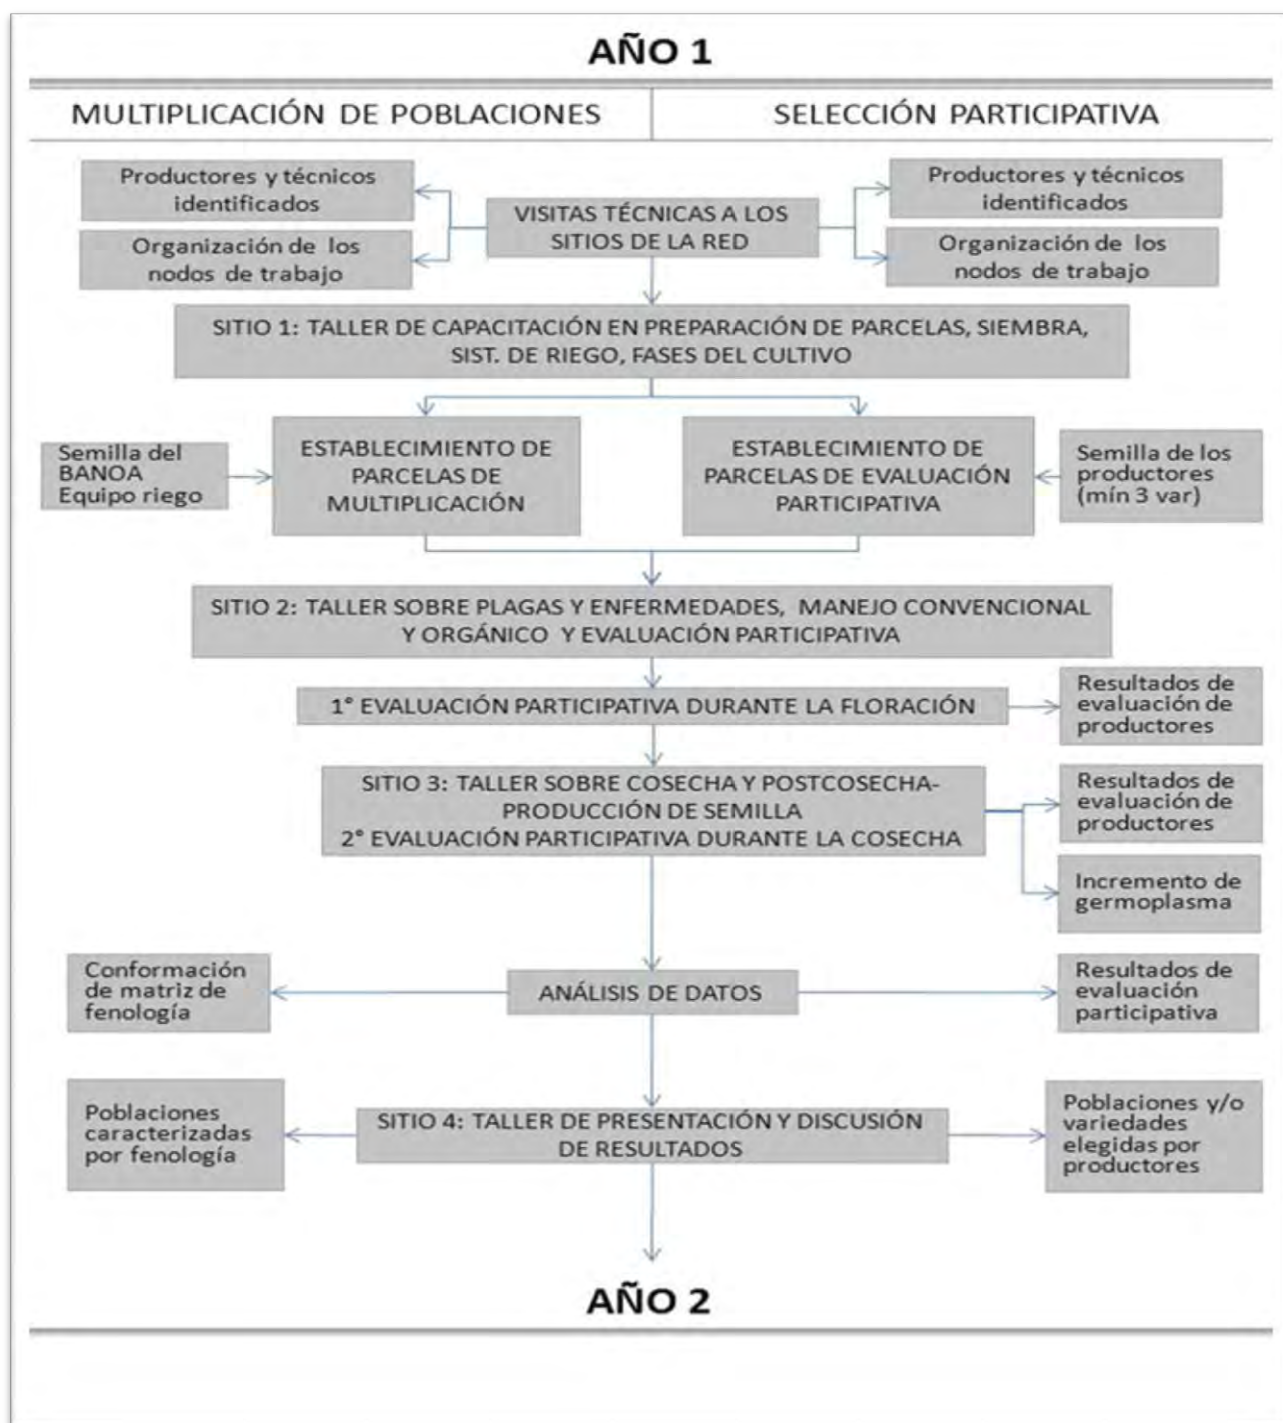 AÑO 1
MULTIPLICACIÓN DE POBLACIONES
SELECCIÓN PARTICIPATIVA
Productores y técnicos
identificados
Organización de los
nodos de trabajo
VISITAS TÉCNICAS A LOS
SITIOS DE LA RED
Productores y técnicos
identificados
Organización de los
nodos de trabajo
SITIO 1: TALLER DE CAPACITACIÓN EN PREPARACIÓN DE PARCELAS, SIEMBRA,
SIST. DE RIEGO, FASES DEL CULTIVO
Semilla del
BANOA
Equipo riego
ESTABLECIMIENTO DE
PARCELAS DE
MULTIPLICACIÓN
ESTABLECIMIENTO DE
PARCELAS DE EVALUACIÓN
PARTICIPATIVA
Semilla de los
productores
(mín 3 var)
SITIO 2: TALLER SOBRE PLAGAS Y ENFERMEDADES, MANEJO CONVENCIONAL
Y ORGÁNICO Y EVALUACIÓN PARTICIPATIVA
1° EVALUACIÓN PARTICIPATIVA DURANTE LA FLORACIÓN
Resultados de
evaluación de
productores
SITIO 3: TALLER SOBRE COSECHA Y POSTCOSECHA-
PRODUCCIÓN DE SEMILLA
2° EVALUACIÓN PARTICIPATIVA DURANTE LA COSECHA
Resultados de
evaluación de
productores
Incremento de
germoplasma
Conformación
de matriz de
fenología
ANÁLISIS DE DATOS
Resultados de
evaluación
participativa
Poblaciones
caracterizadas
por fenología
SITIO 4: TALLER DE PRESENTACIÓN Y DISCUSIÓN
DE RESULTADOS
Poblaciones y/o
variedades
elegidas por
productores
AÑO 2